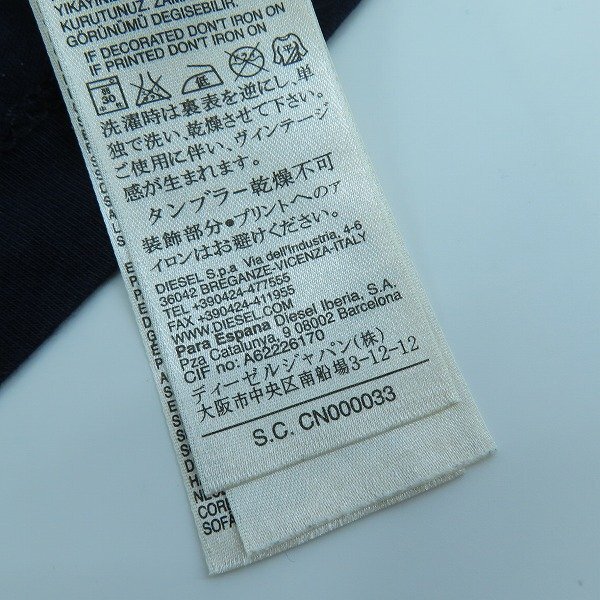 YIKAYIN
KURUTUNUZ. ZAM
GÖRÜNÜMÜ DEGISEBILIR.
IF DECORATED DON'T IRON ON
IF PRINTED DON'T IRON ON
弱
30
低
洗濯時は裏表を逆にし、単
独で洗い、乾燥させて下さい。
ご使用に伴い、ヴィンテージ
感が生まれます。
タンブラー乾燥不可
装飾部分・プリントへのア
イロンはお避けください。
DIESEL S.p.a Via dell'Industria, 4-6
36042 BREGANZE-VICENZA-ITALY
TEL +390424-477555
FAX +390424-411955
WWW.DIESEL.COM
Para Espana Diesel Iberia, S.A.
Pza Catalunya, 9 08002 Barcelona
CIF no: A62226170
ディーゼルジャパン(株)
大阪市中央区南船場3-12-12
S.C. CN000033